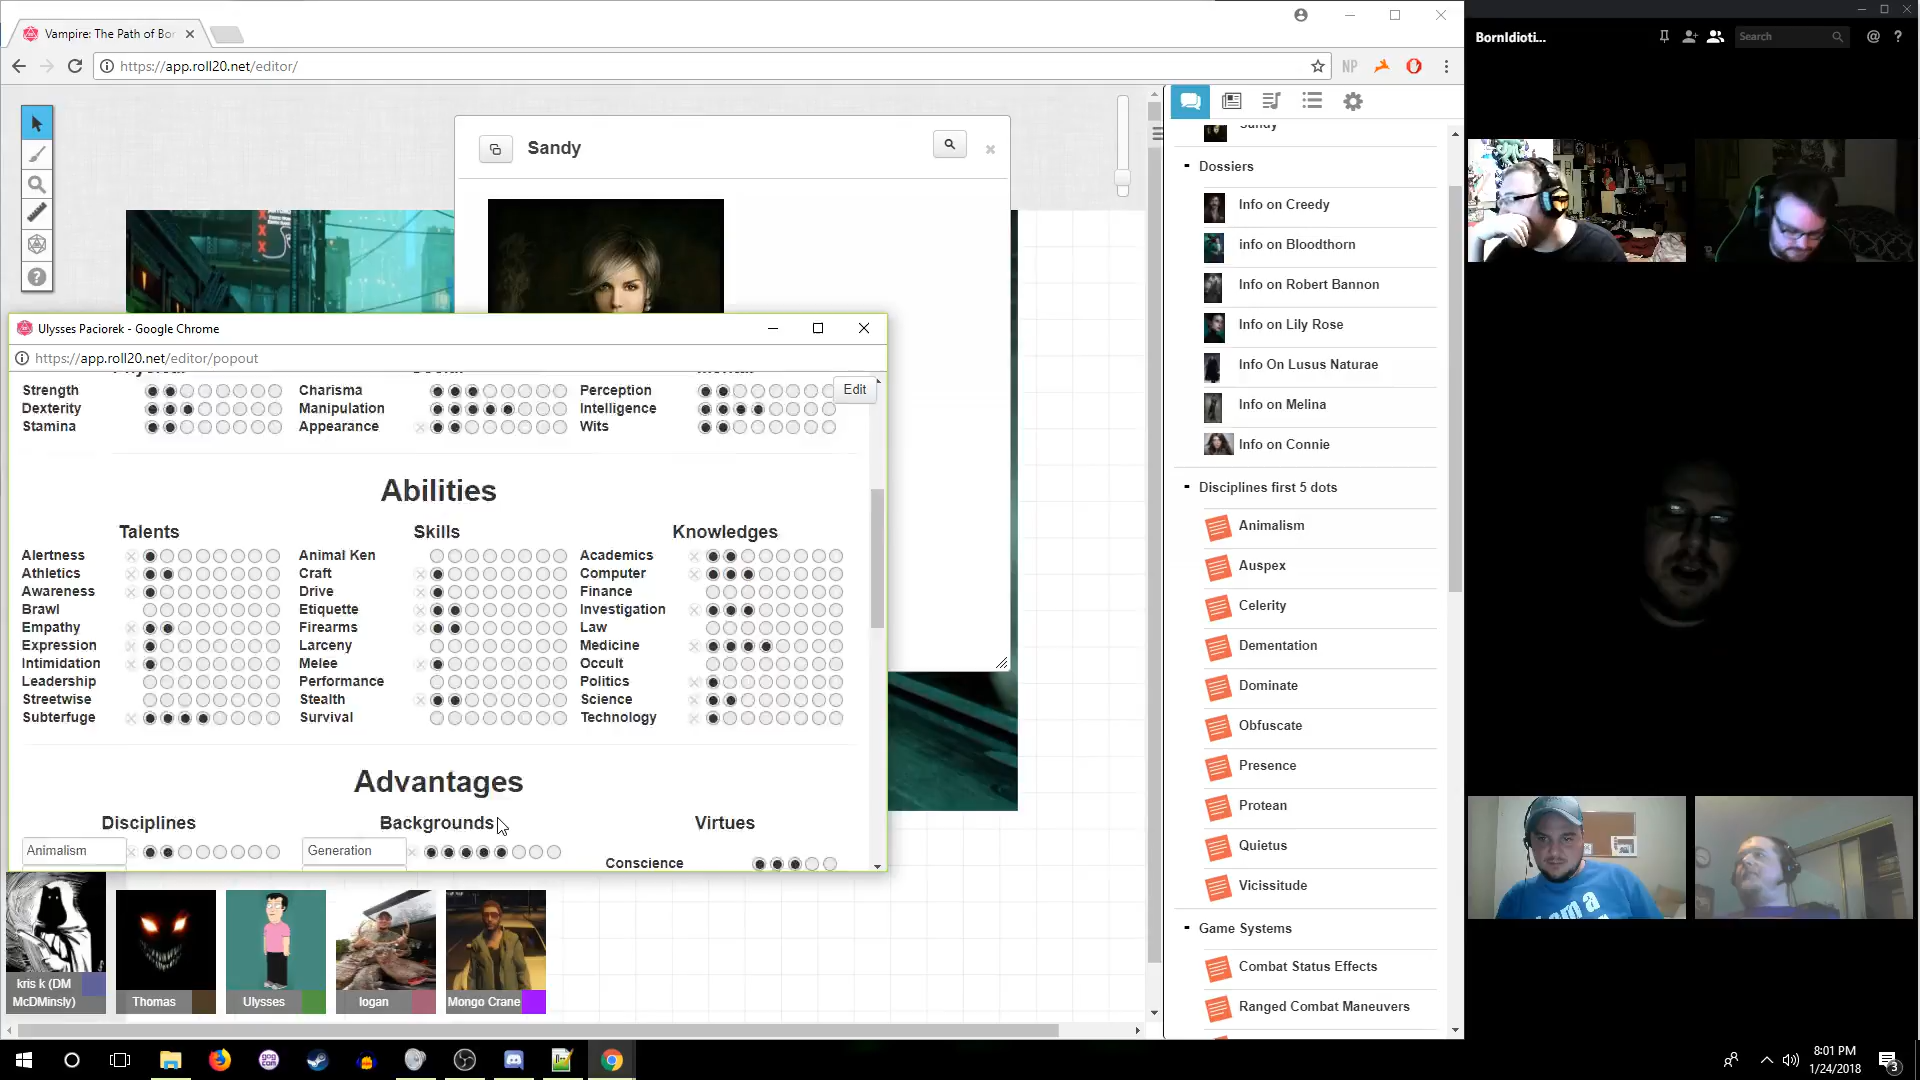 Vampire: The Path of Bor
https://app.roll20.net/editor/
NP
BornIdioti...
Search
Sandy
Sandy
Dossiers
Info on Creedy
info on Bloodthorn
Info on Robert Bannon
Info on Lily Rose
Info On Lusus Naturae
Info on Melina
Info on Connie
Disciplines first 5 dots
Animalism
Auspex
Celerity
Dementation
Dominate
Obfuscate
Presence
Protean
Quietus
Vicissitude
Game Systems
Combat Status Effects
Ranged Combat Maneuvers
Ulysses Paciorek - Google Chrome
https://app.roll20.net/editor/popout
Edit
Strength Charisma Perception
Dexterity Manipulation Intelligence
Stamina Appearance Wits
Abilities
Talents Skills Knowledges
Alertness Animal Ken Academics
Athletics Craft Computer
Awareness Drive Finance
Brawl Etiquette Investigation
Empathy Firearms Law
Expression Larceny Medicine
Intimidation Melee Occult
Leadership Performance Politics
Streetwise Stealth Science
Subterfuge Survival Technology
Advantages
Disciplines Backgrounds Virtues
Animalism Generation
Conscience
kris k (DM
McDMinsly)
Thomas
Ulysses
logan
Mongo Crane
I am a
8:01 PM
1/24/2018
3